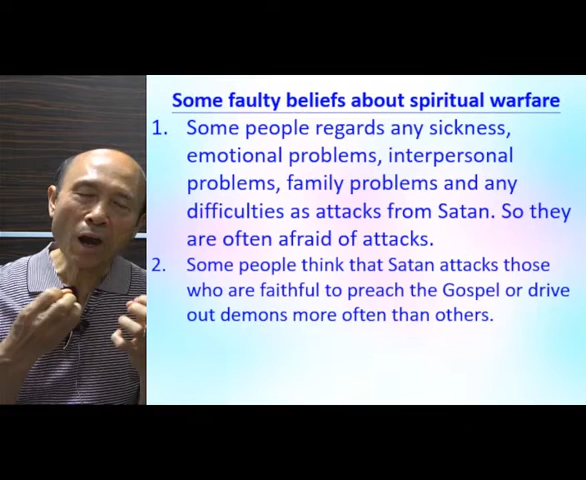 Some faulty beliefs about spiritual warfare
1. Some people regards any sickness,
emotional problems, interpersonal
problems, family problems and any
difficulties as attacks from Satan. So they
are often afraid of attacks.
2. Some people think that Satan attacks those
who are faithful to preach the Gospel or drive
out demons more often than others.